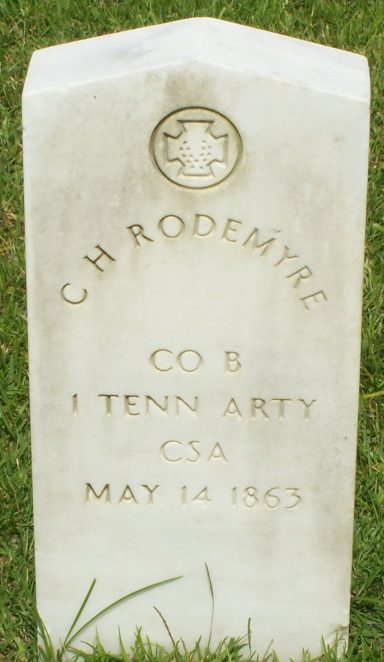 C H RODEMYRE
CO B
1 TENN ARTY
CSA
MAY 14 1863